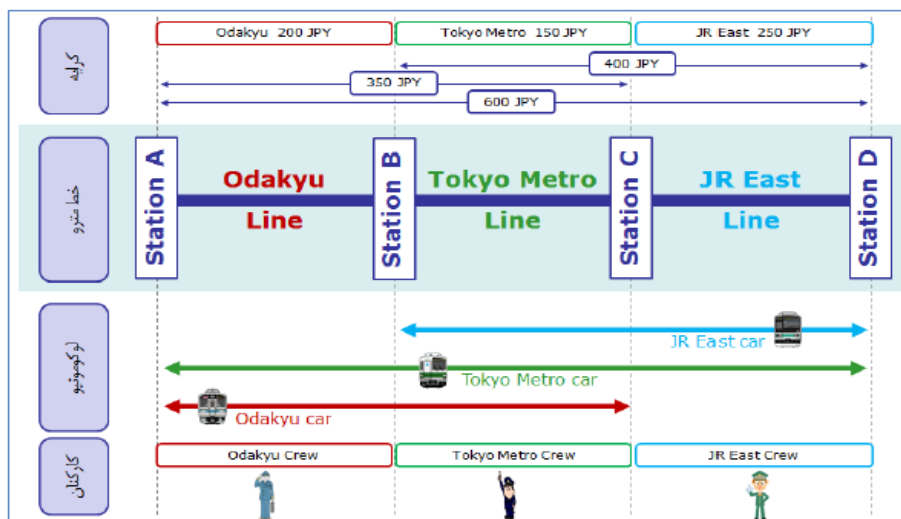 کرایه
Odakyu 200 JPY
Tokyo Metro 150 JPY
JR East 250 JPY
400 JPY
350 JPY
600 JPY
خط مترو
Station A
Odakyu
Line
Station B
Tokyo Metro
Line
Station C
JR East
Line
Station D
لوکوموتیو
JR East car
Tokyo Metro car
Odakyu car
کارکنان
Odakyu Crew
Tokyo Metro Crew
JR East Crew